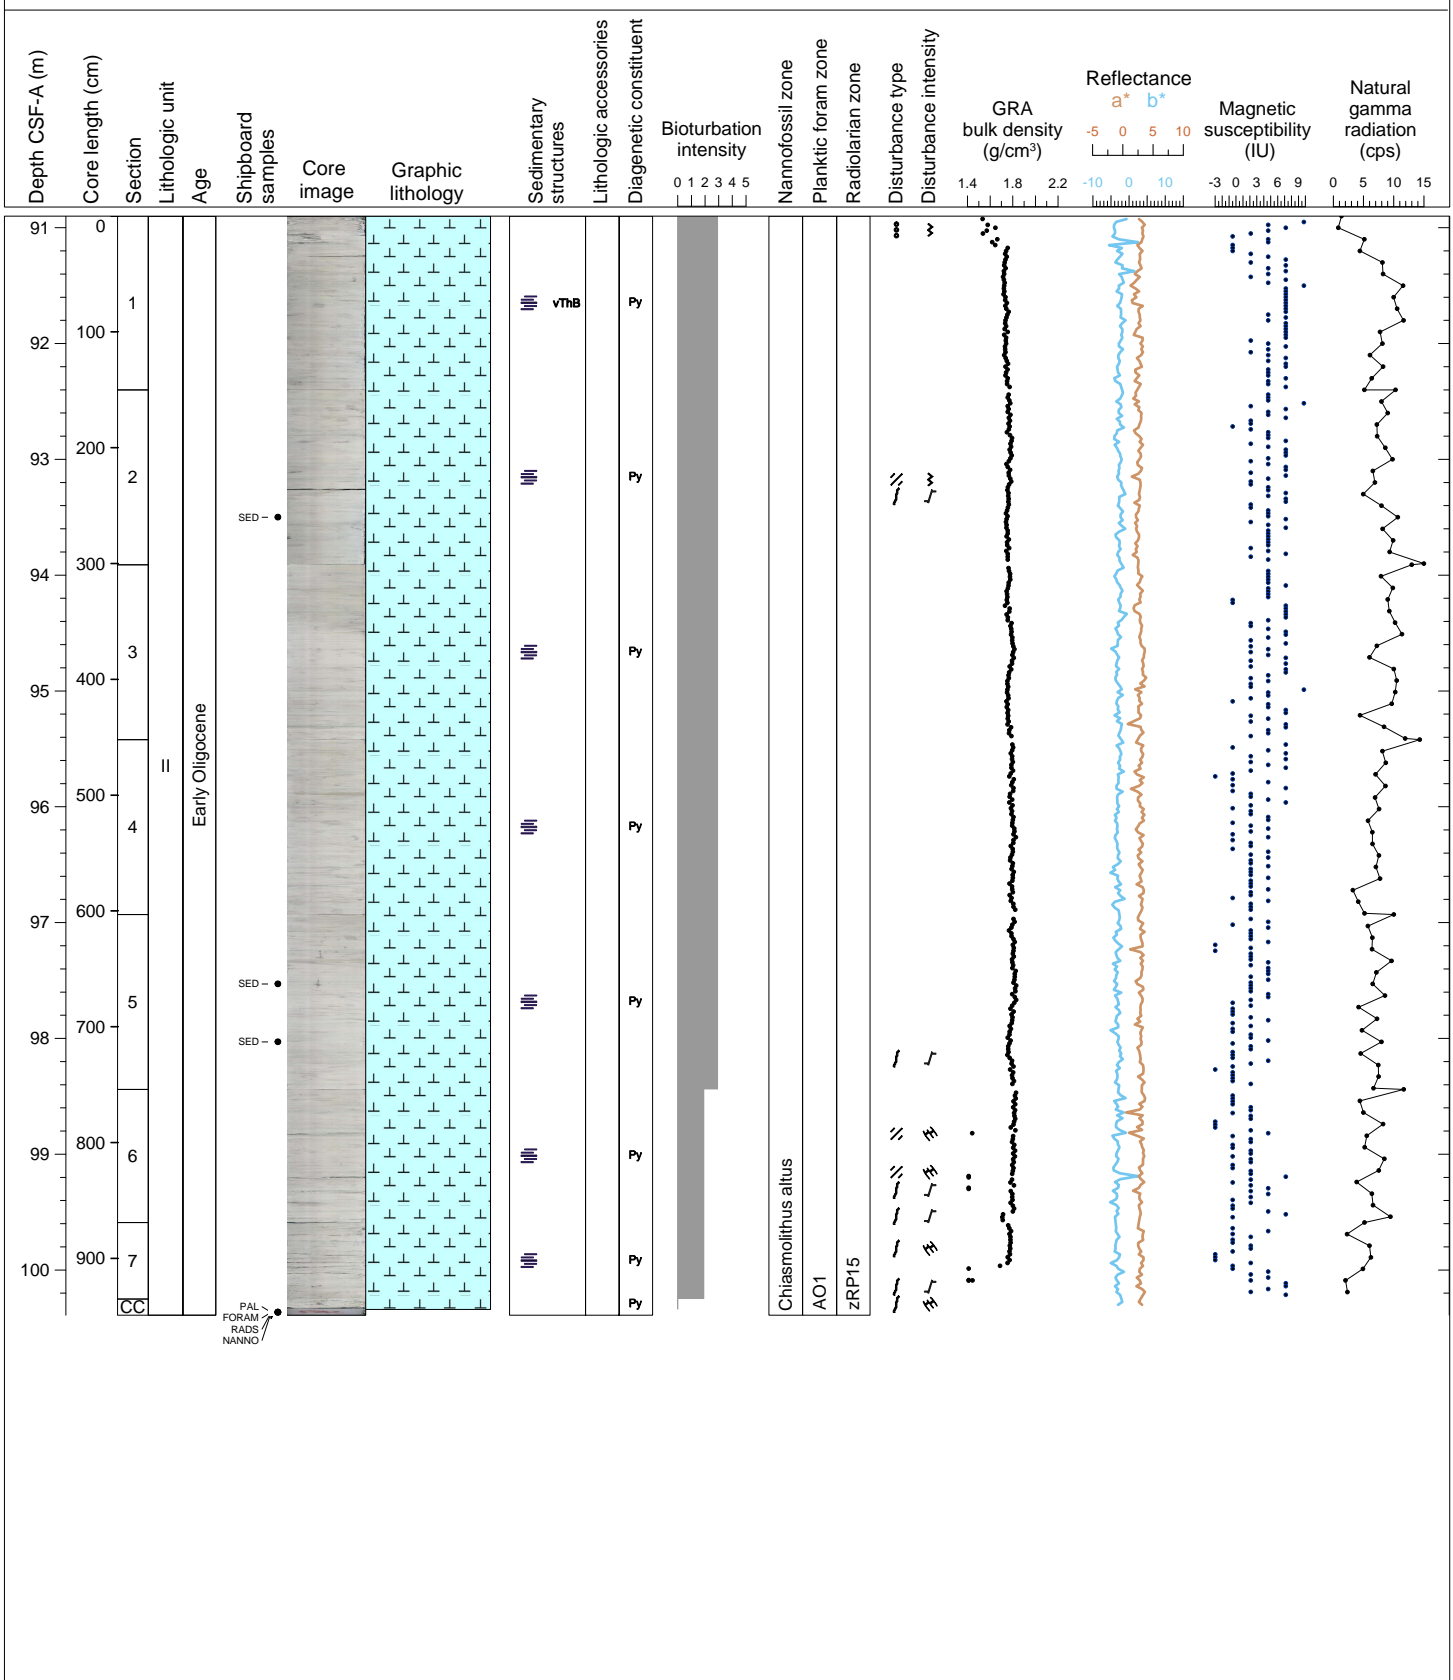 Depth CSF-A (m)
Core length (cm)
Section
Lithologic unit
Age
Shipboard
samples
Core
image
Graphic
lithology
Sedimentary
structures
Lithologic accessories
Diagenetic constituent
Bioturbation
intensity
0 1 2 3 4 5
Nannofossil zone
Planktic foram zone
Radiolarian zone
Disturbance type
Disturbance intensity
GRA
bulk density
(g/cm³)
1.4 1.8 2.2
Reflectance
a* b*
-5 0 5 10
-10 0 10
Magnetic
susceptibility
(IU)
-3 0 3 6 9
Natural
gamma
radiation
(cps)
0 5 10 15
91
92
93
94
95
96
97
98
99
100
0
100
200
300
400
500
600
700
800
900
1
2
3
4
5
6
7
CC
II
Early Oligocene
SED
SED
SED
PAL
FORAM
RADS
NANNO
vThB
Py
Py
Py
Py
Py
Py
Py
Py
Chiasmolithus altus
AO1
zRP15